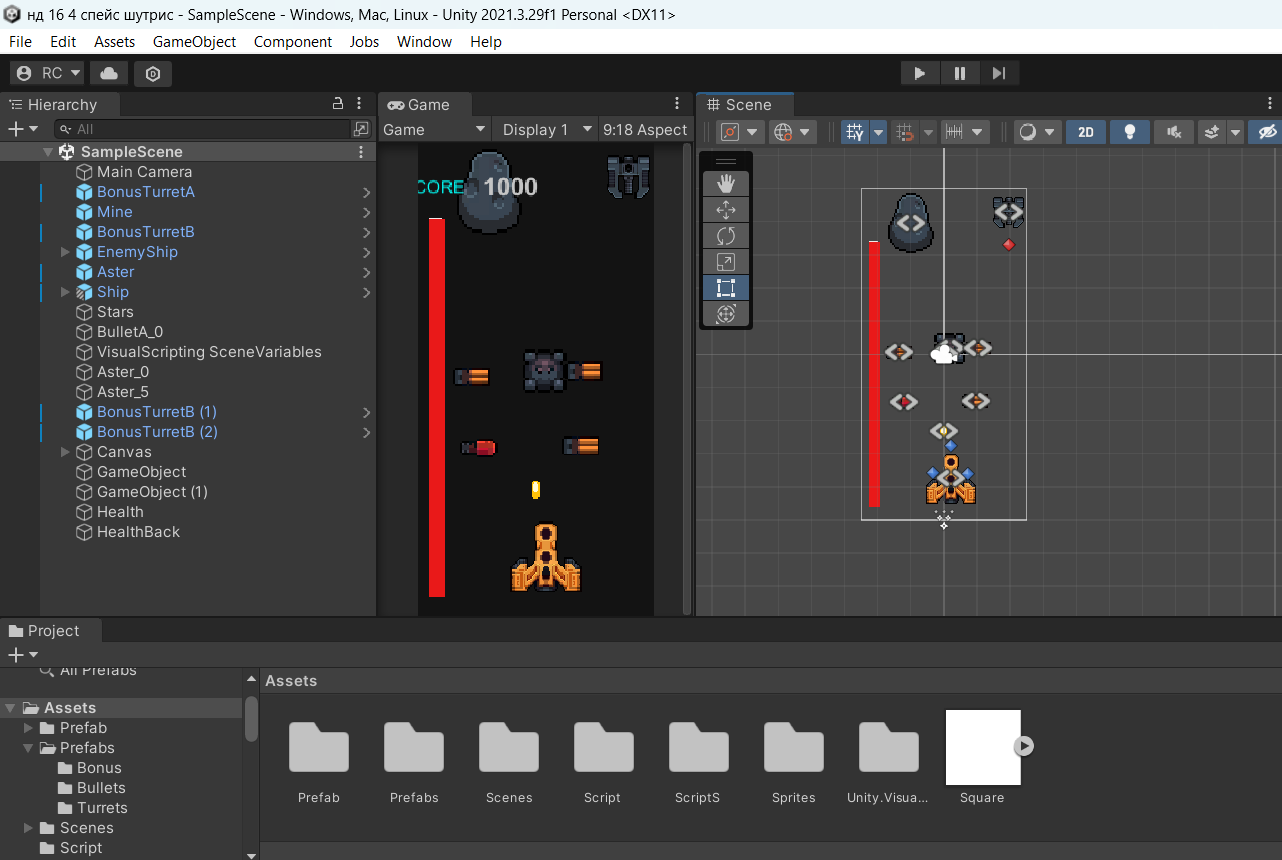 нд 16 4 спейс шутрис - SampleScene - Windows, Mac, Linux - Unity 2021.3.29f1 Personal <DX11>
File Edit Assets GameObject Component Jobs Window Help
RC
Hierarchy
All
SampleScene
Main Camera
BonusTurretA
Mine
BonusTurretB
EnemyShip
Aster
Ship
Stars
BulletA_0
VisualScripting SceneVariables
Aster_0
Aster_5
BonusTurretB (1)
BonusTurretB (2)
Canvas
GameObject
GameObject (1)
Health
HealthBack
Game
Game Display 1 9:18 Aspect
CORE 1000
Scene
2D
Project
All Prefabs
Assets
Prefab
Prefabs
Bonus
Bullets
Turrets
Scenes
Script
Assets
Prefab Prefabs Scenes Script ScriptS Sprites Unity.Visua... Square